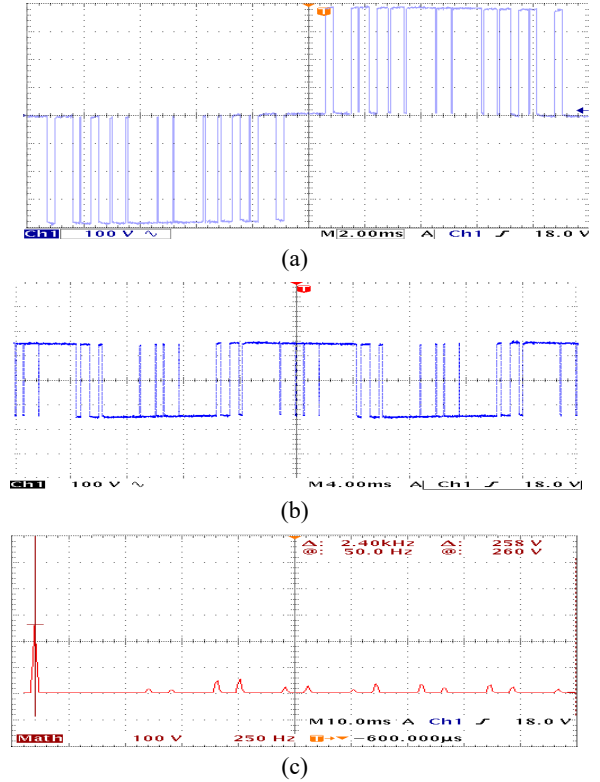 T
Ch1 100 V ∿ M 2.00ms A Ch1 ʃ 18.0 V
(a)
T
Ch1 100 V ∿ M 4.00ms A Ch1 ʃ 18.0 V
(b)
Δ: 2.40kHz Δ: 258 V
@: 50.0 Hz @: 260 V
M 10.0ms A Ch1 ʃ 18.0 V
Math 100 V 250 Hz T→▼ −600.000μs
(c)